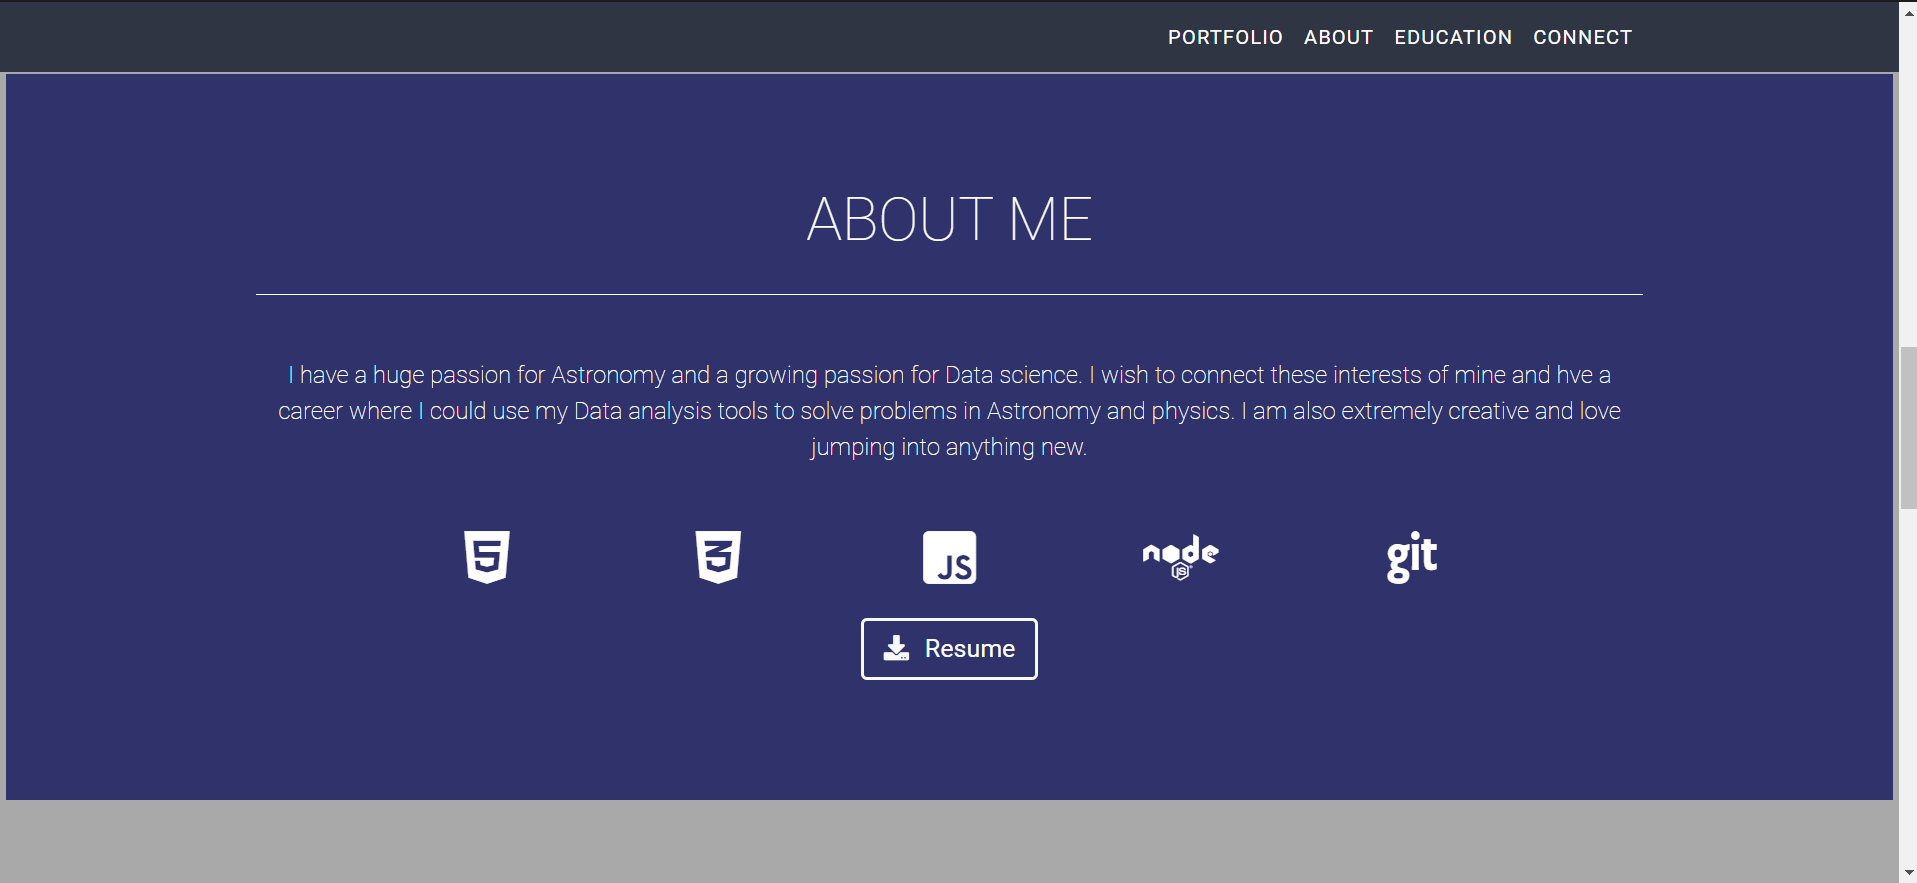 PORTFOLIO ABOUT EDUCATION CONNECT
ABOUT ME
I have a huge passion for Astronomy and a growing passion for Data science. I wish to connect these interests of mine and hve a
career where I could use my Data analysis tools to solve problems in Astronomy and physics. I am also extremely creative and love
jumping into anything new.
5 3 JS node JS git
Resume